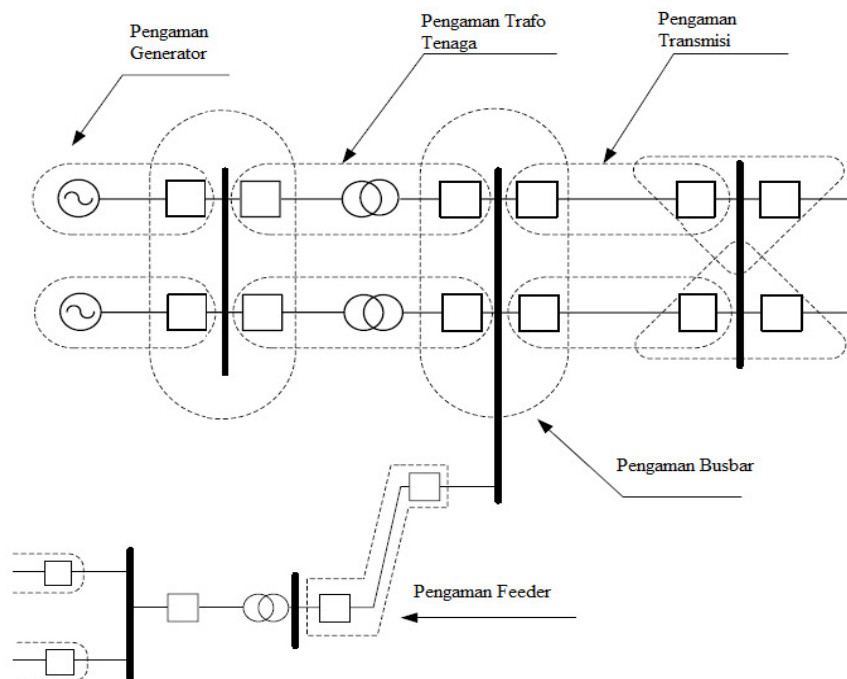 Pengaman
Generator
Pengaman Trafo
Tenaga
Pengaman
Transmisi
Pengaman Busbar
Pengaman Feeder